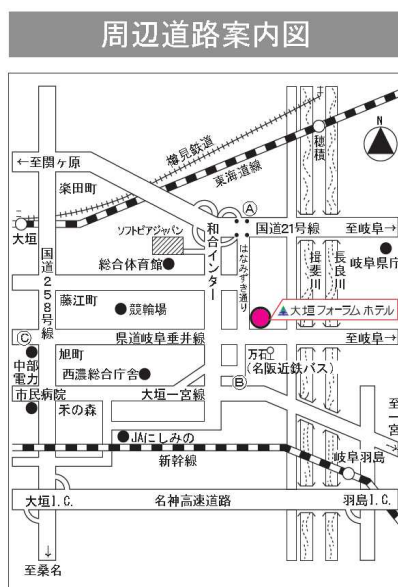 周辺道路案内図
N
樽見鉄道
穂積
東海道線
←至関ヶ原
楽田町
大垣
Ⓐ
国道21号線
至岐阜→
ソフトピアジャパン
和合インター
はなみずき通り
揖斐川
長良川
岐阜県庁
総合体育館
国道258号線
藤江町
競輪場
大垣フォーラムホテル
県道岐阜垂井線
至岐阜→
Ⓒ
旭町
万石
(名阪近鉄バス)
中部電力
西濃総合庁舎
Ⓑ
市民病院
大垣一宮線
至一宮
禾の森
JAにしみの
新幹線
岐阜羽島
大垣I.C.
名神高速道路
羽島I.C.
↓
至桑名